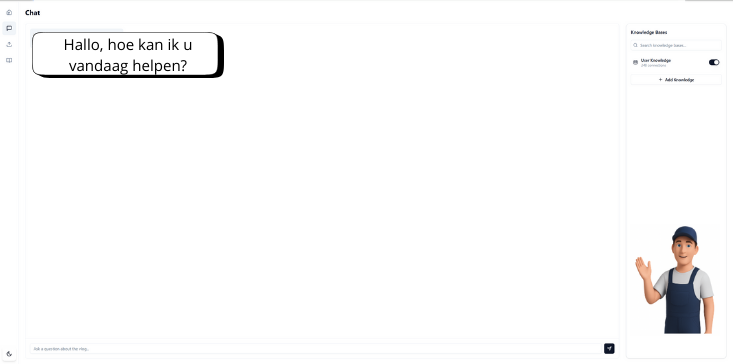 Chat
Hallo, hoe kan ik u
vandaag helpen?
Knowledge Bases
Search knowledge bases...
User Knowledge
+ Add Knowledge
Ask a question about the